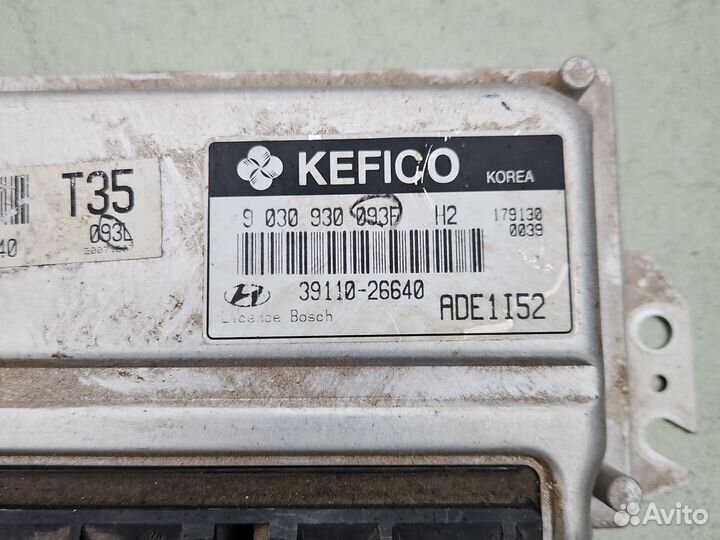 T35
093L
40
KEFICO
KOREA
9 030 930 093F H2 179130
0039
39110-26640
Licence Bosch
ADE1I52
Avito